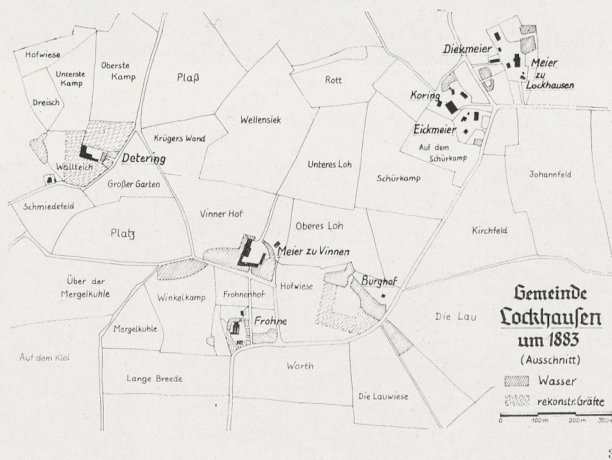 Hofwiese
Oberste
Kamp
Unterste
Kamp
Dreisch
Plaß
Rott
Wellensiek
Krügers Wand
Wallteich
Detering
Großer Garten
Schmiedefeld
Platz
Vinner Hof
Diekmeier
Meier
zu
Lockhausen
Koring
Eickmeier
Auf dem
Schürkamp
Unteres Loh
Schürkamp
Johannfeld
Oberes Loh
Kirchfeld
Meier zu Vinnen
Über der
Mergelkuhle
Winkelkamp
Frohnenhof
Hofwiese
Burghof
Mergelkuhle
Frohne
Die Lau
Auf dem Kiel
Lange Breede
Worth
Die Lauwiese
Gemeinde
Lockhausen
um 1883
(Ausschnitt)
Wasser
rekonstr. Gräfte
0 100m 200m 300m